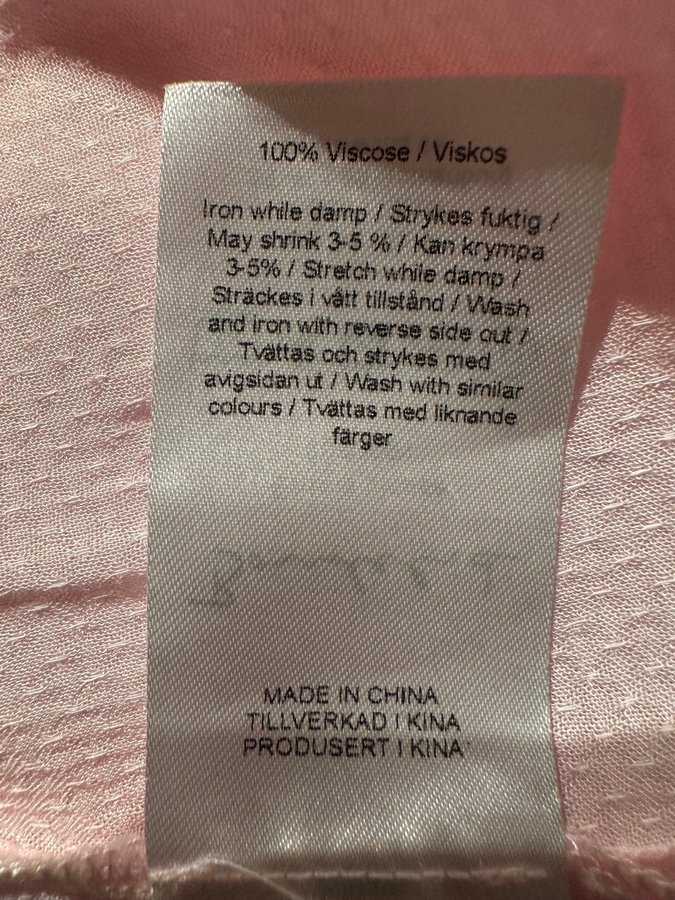 100% Viscose / Viskos
Iron while damp / Strykes fuktig /
May shrink 3-5 % / Kan krympa
3-5% / Stretch while damp /
Sträckes i vått tillstånd / Wash
and iron with reverse side out /
Tvättas och strykes med
avigsidan ut / Wash with similar
colours / Tvättas med liknande
färger
MADE IN CHINA
TILLVERKAD I KINA
PRODUSERT I KINA